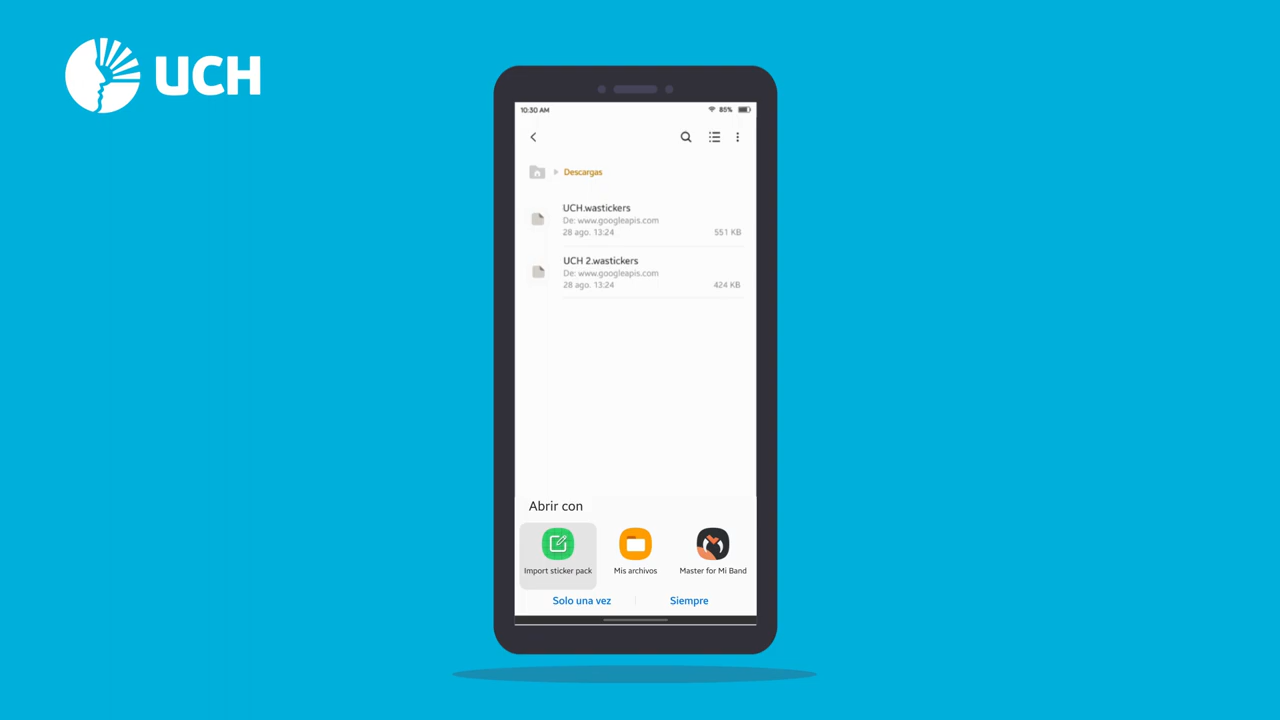 UCH
10:30 AM
85%
Descargas
UCH.wastickers
De: www.googleapis.com
28 ago. 13:24
551 KB
UCH 2.wastickers
De: www.googleapis.com
28 ago. 13:24
424 KB
Abrir con
Import sticker pack
Mis archivos
Master for Mi Band
Solo una vez
Siempre